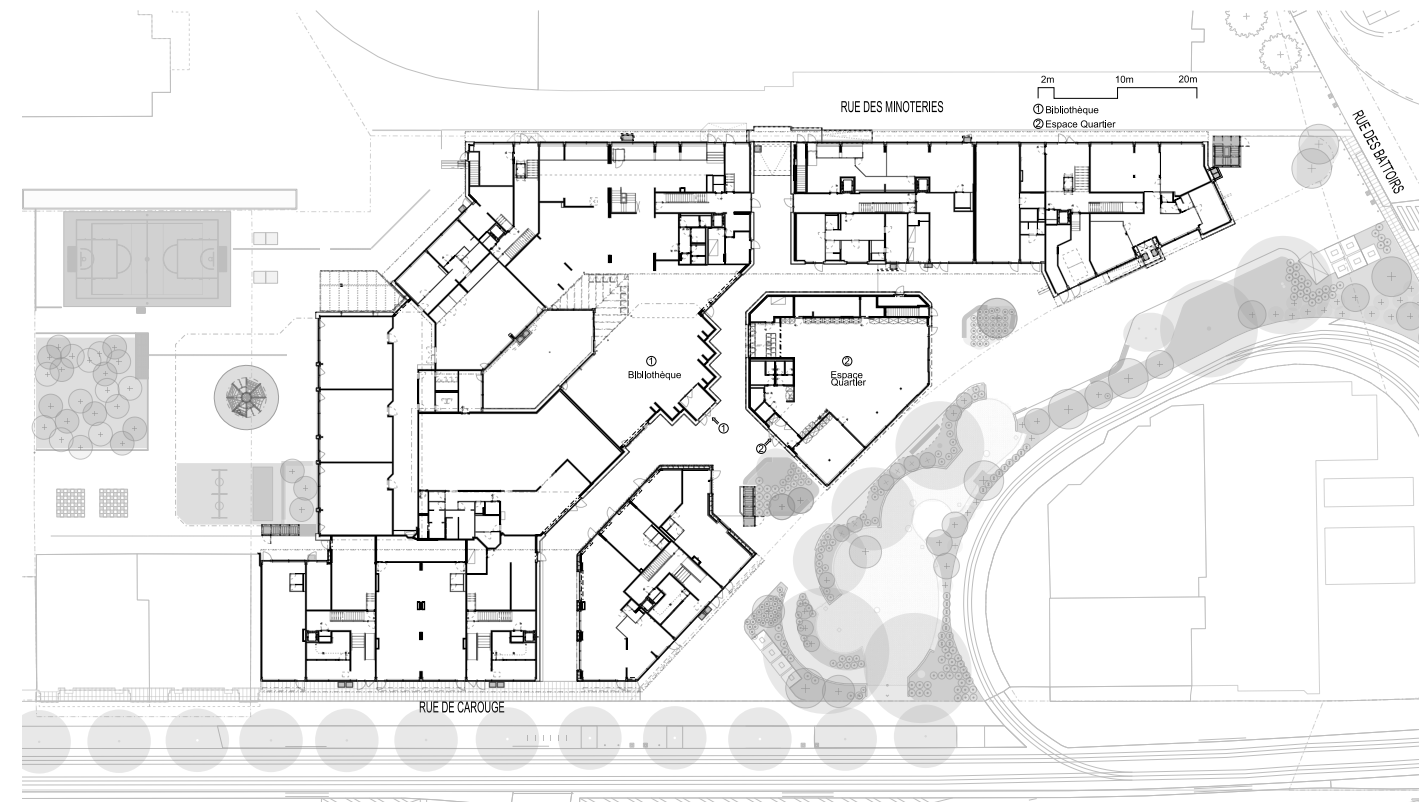 2m 10m 20m
RUE DES MINOTERIES
① Bibliothèque
② Espace Quartier
RUE DES BATTOIRS
①
Bibliothèque
②
Espace
Quartier
①
②
RUE DE CAROUGE